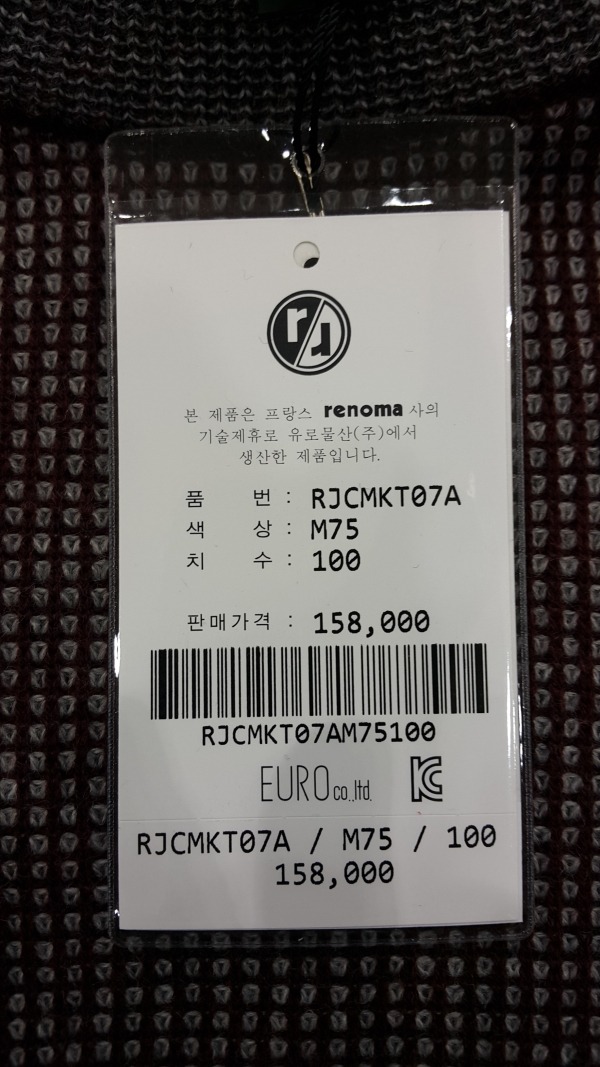 본 제품은 프랑스 renoma 사의
기술제휴로 유로물산(주)에서
생산한 제품입니다.
품 번 : RJCMKT07A
색 상 : M75
치 수 : 100
판매가격 : 158,000
RJCMKT07AM75100
EURO co.,ltd.
RJCMKT07A / M75 / 100
158,000